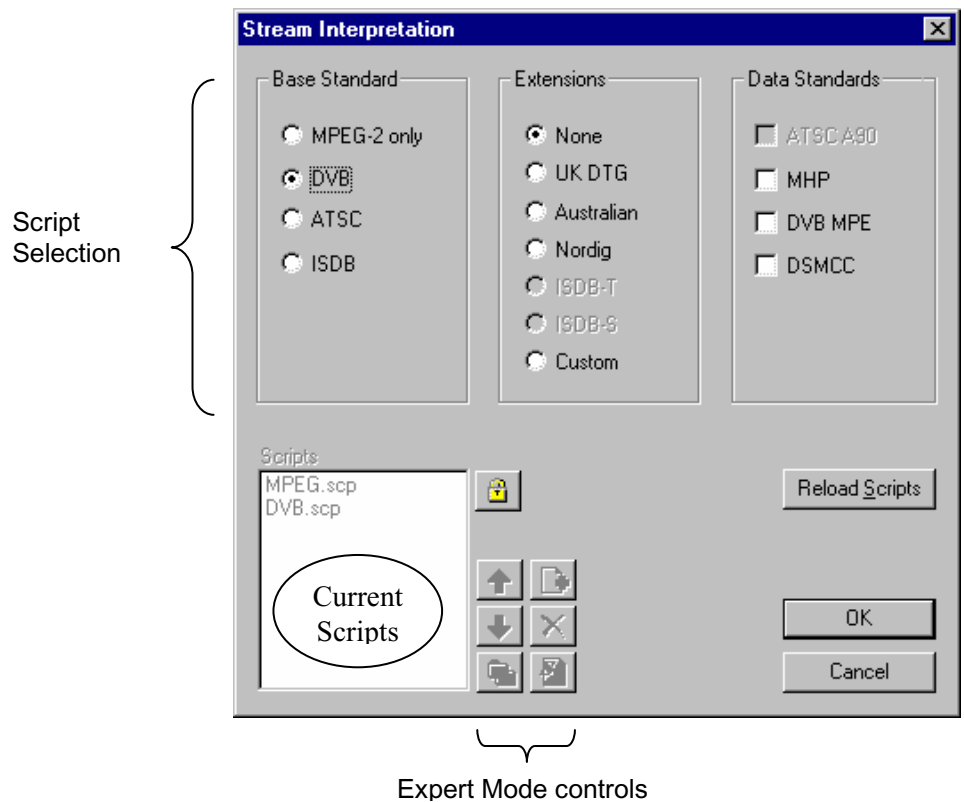 Stream Interpretation
Script
Selection
Base Standard
MPEG-2 only
DVB
ATSC
ISDB
Extensions
None
UK DTG
Australian
Nordig
ISDB-T
ISDB-S
Custom
Data Standards
ATSC A90
MHP
DVB MPE
DSMCC
Scripts
MPEG.scp
DVB.scp
Current
Scripts
Reload Scripts
OK
Cancel
Expert Mode controls